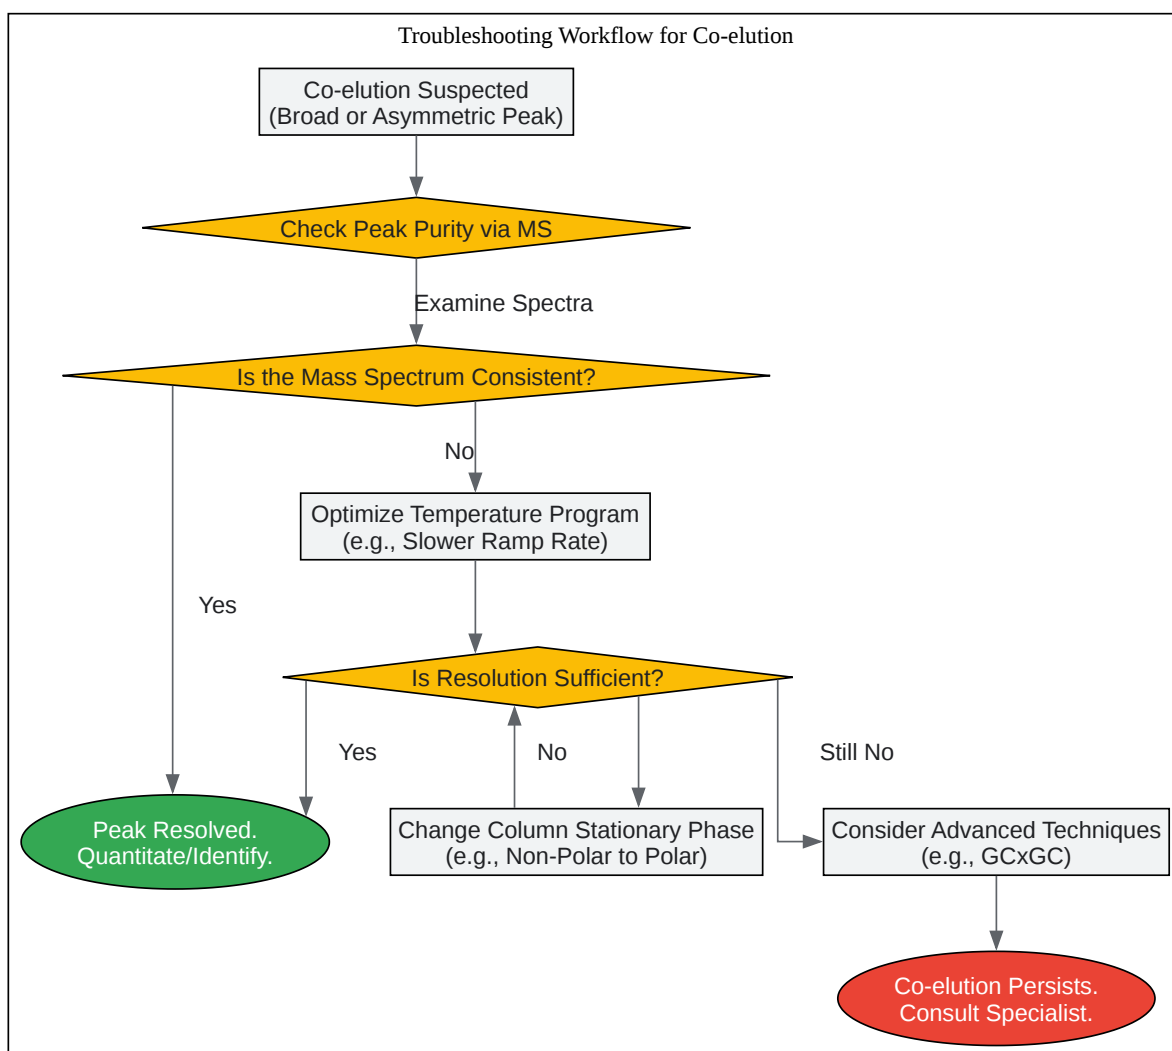 Troubleshooting Workflow for Co-elution
Co-elution Suspected
(Broad or Asymmetric Peak)
Check Peak Purity via MS
Examine Spectra
Is the Mass Spectrum Consistent?
No
Optimize Temperature Program
(e.g., Slower Ramp Rate)
Yes
Is Resolution Sufficient?
Yes
No
Still No
Peak Resolved.
Quantitate/Identify.
Change Column Stationary Phase
(e.g., Non-Polar to Polar)
Consider Advanced Techniques
(e.g., GCxGC)
Co-elution Persists.
Consult Specialist.